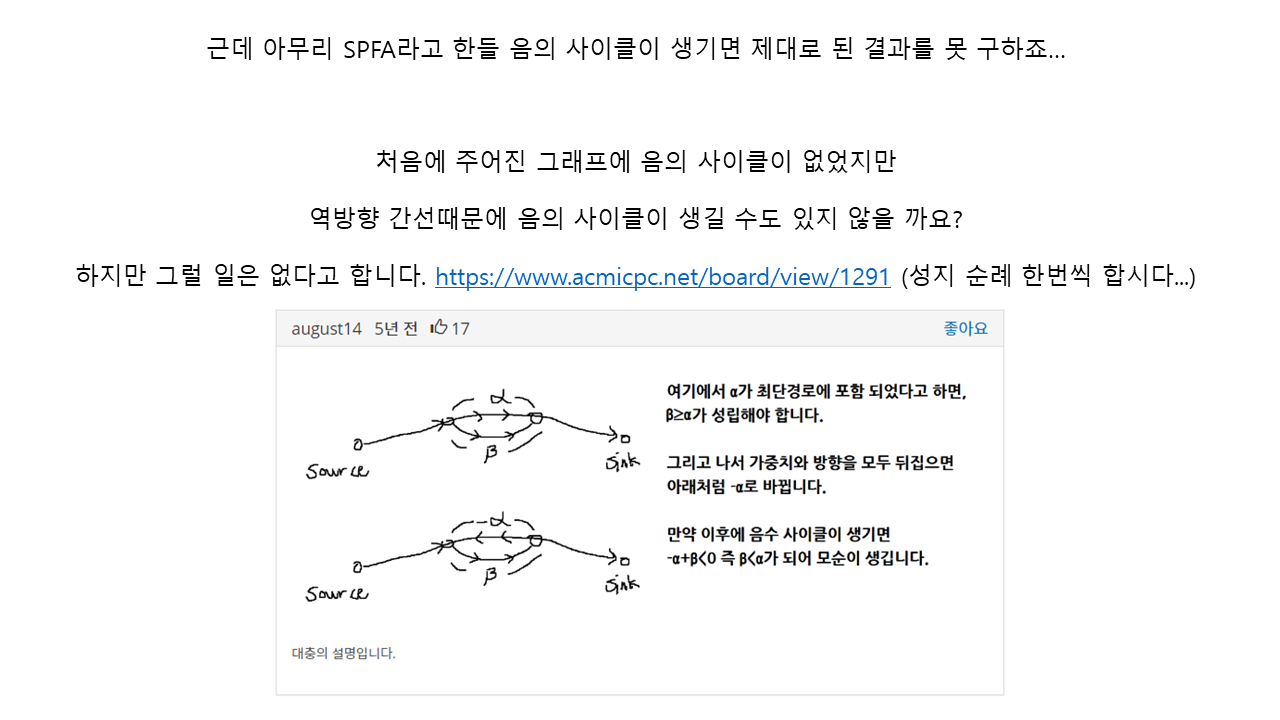 근데 아무리 SPFA라고 한들 음의 사이클이 생기면 제대로 된 결과를 못 구하죠...
처음에 주어진 그래프에 음의 사이클이 없었지만
역방향 간선때문에 음의 사이클이 생길 수도 있지 않을 까요?
하지만 그럴 일은 없다고 합니다. https://www.acmicpc.net/board/view/1291 (성지 순례 한번씩 합시다...)
august14 5년 전 17 좋아요
α
β
Source
Sink
여기에서 α가 최단경로에 포함 되었다고 하면,
β≥α가 성립해야 합니다.
그리고 나서 가중치와 방향을 모두 뒤집으면
아래처럼 -α로 바뀝니다.
-α
β
Source
Sink
만약 이후에 음수 사이클이 생기면
-α+β<0 즉 β<α가 되어 모순이 생깁니다.
대충의 설명입니다.